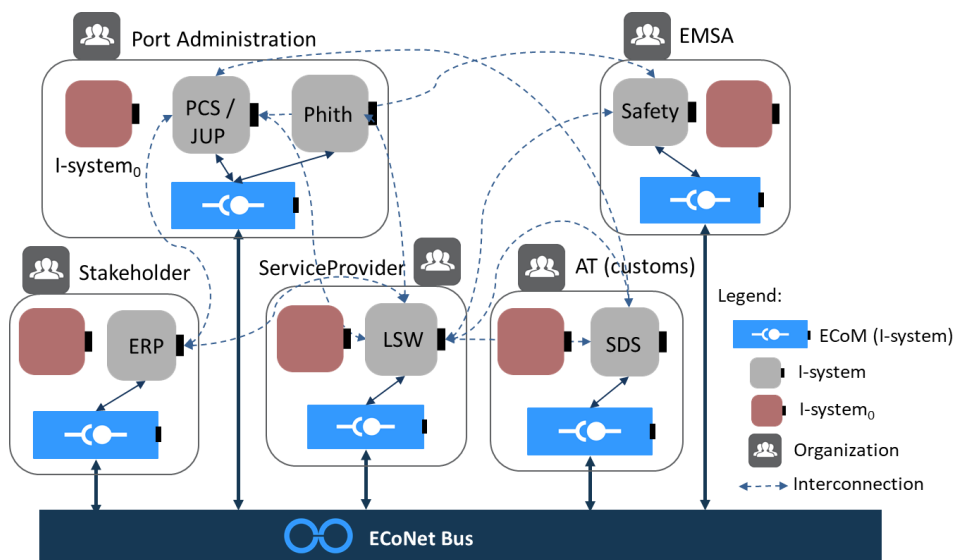 Port Administration
EMSA
PCS /
JUP
Phith
Safety
I-system₀
Stakeholder
ServiceProvider
AT (customs)
ERP
LSW
SDS
Legend:
ECoM (I-system)
I-system
I-system₀
Organization
Interconnection
ECoNet Bus